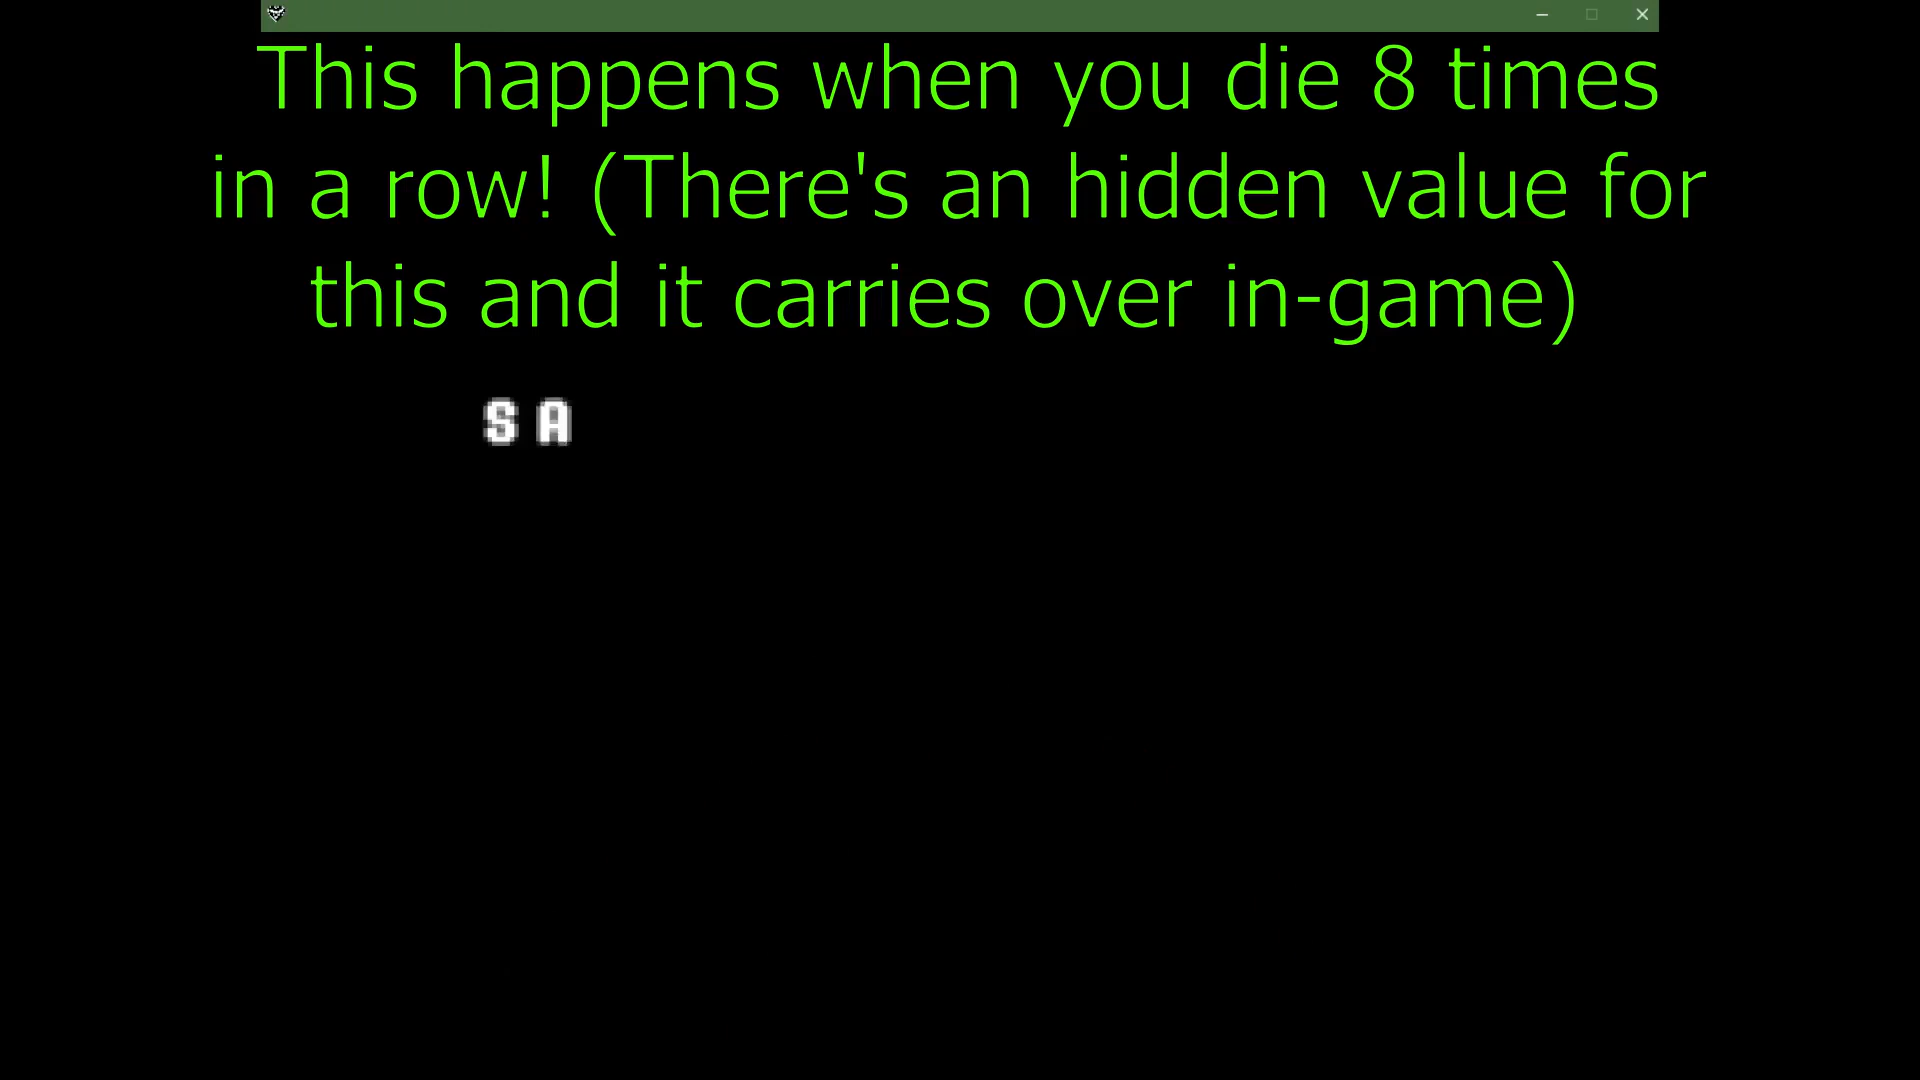 This happens when you die 8 times
in a row! (There's an hidden value for
this and it carries over in-game)
S A